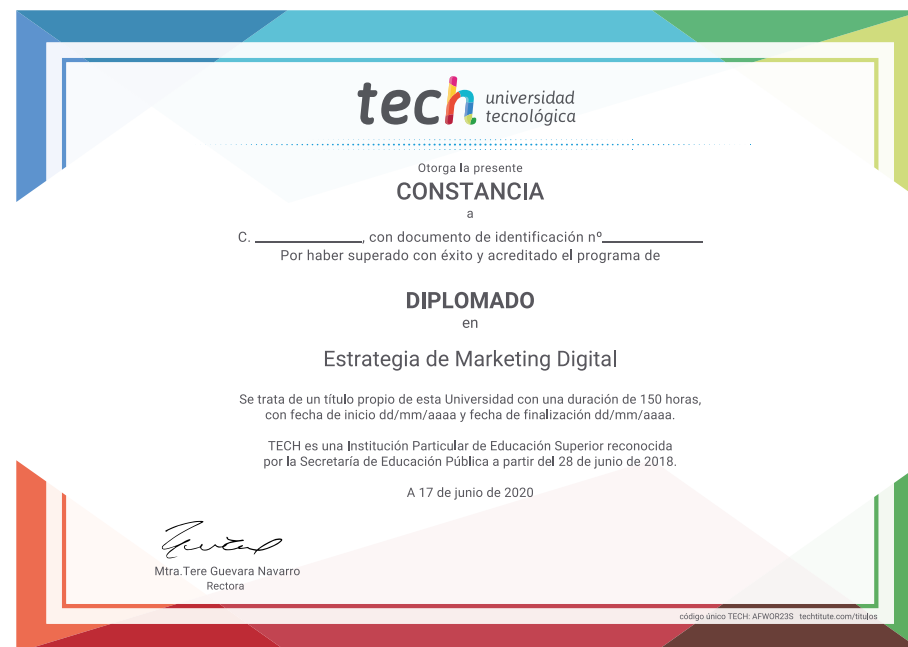 tech universidad
tecnológica
Otorga la presente
CONSTANCIA
a
C. ____________, con documento de identificación nº____________
Por haber superado con éxito y acreditado el programa de
DIPLOMADO
en
Estrategia de Marketing Digital
Se trata de un título propio de esta Universidad con una duración de 150 horas,
con fecha de inicio dd/mm/aaaa y fecha de finalización dd/mm/aaaa.
TECH es una Institución Particular de Educación Superior reconocida
por la Secretaría de Educación Pública a partir del 28 de junio de 2018.
A 17 de junio de 2020
Mtra.Tere Guevara Navarro
Rectora
código único TECH: AFWOR23S techtitute.com/titulos